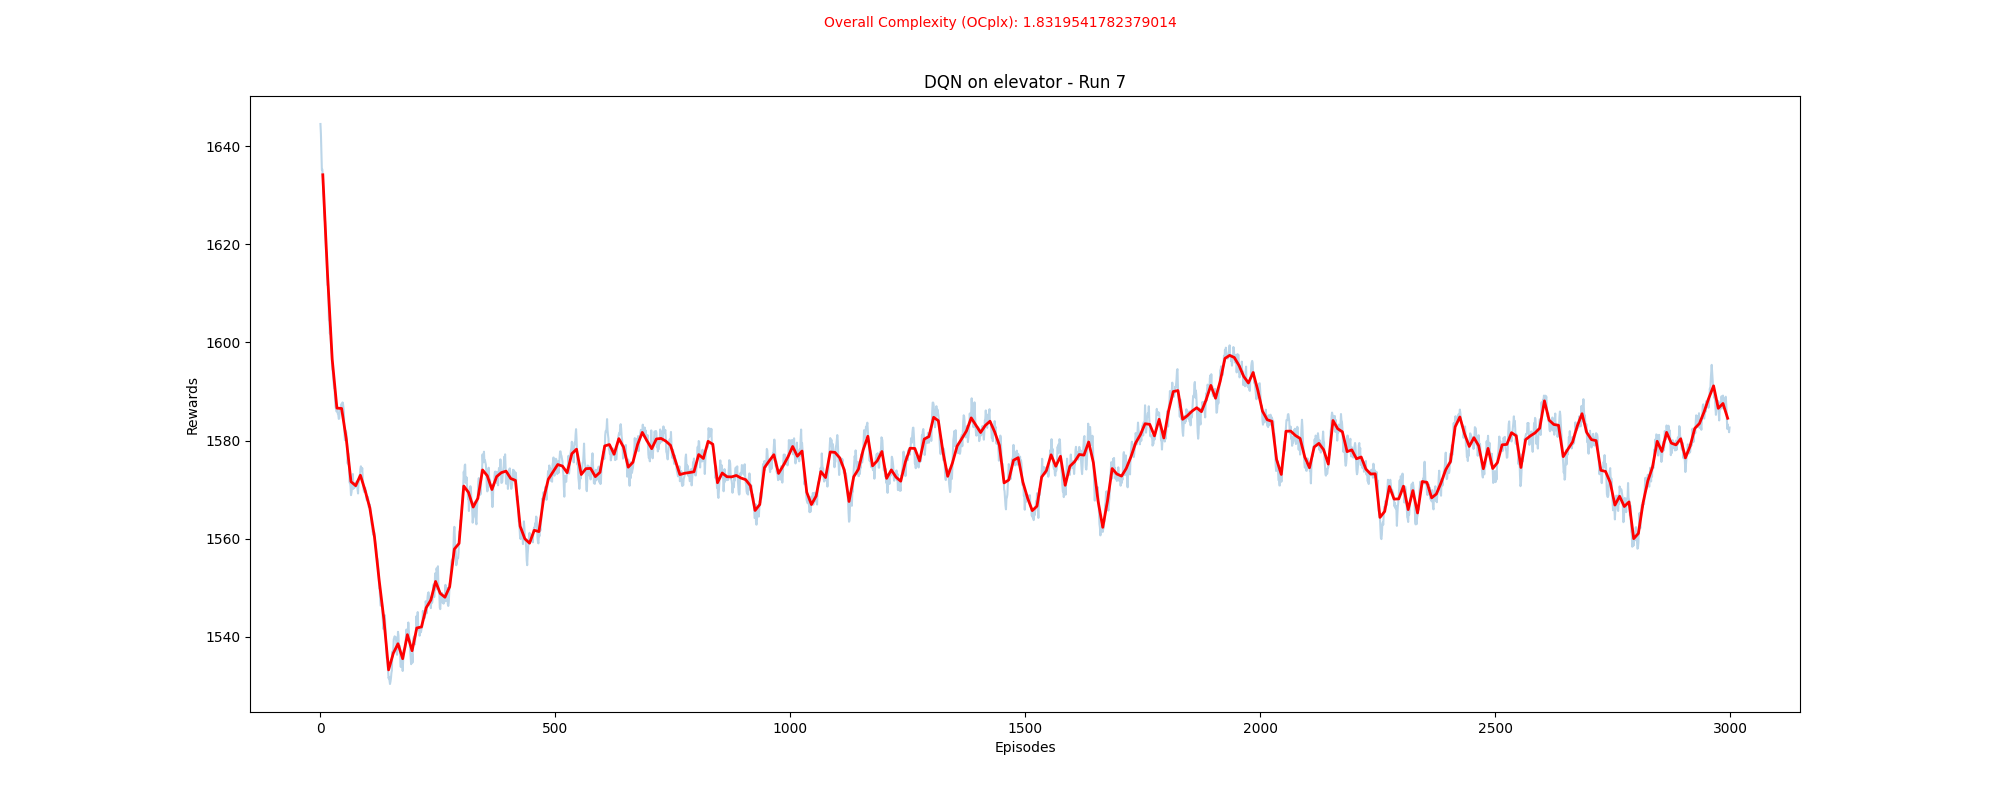 Overall Complexity (OCplx): 1.8319541782379014
DQN on elevator - Run 7
1640
1620
1600
1580
1560
1540
Rewards
0 500 1000 1500 2000 2500 3000
Episodes